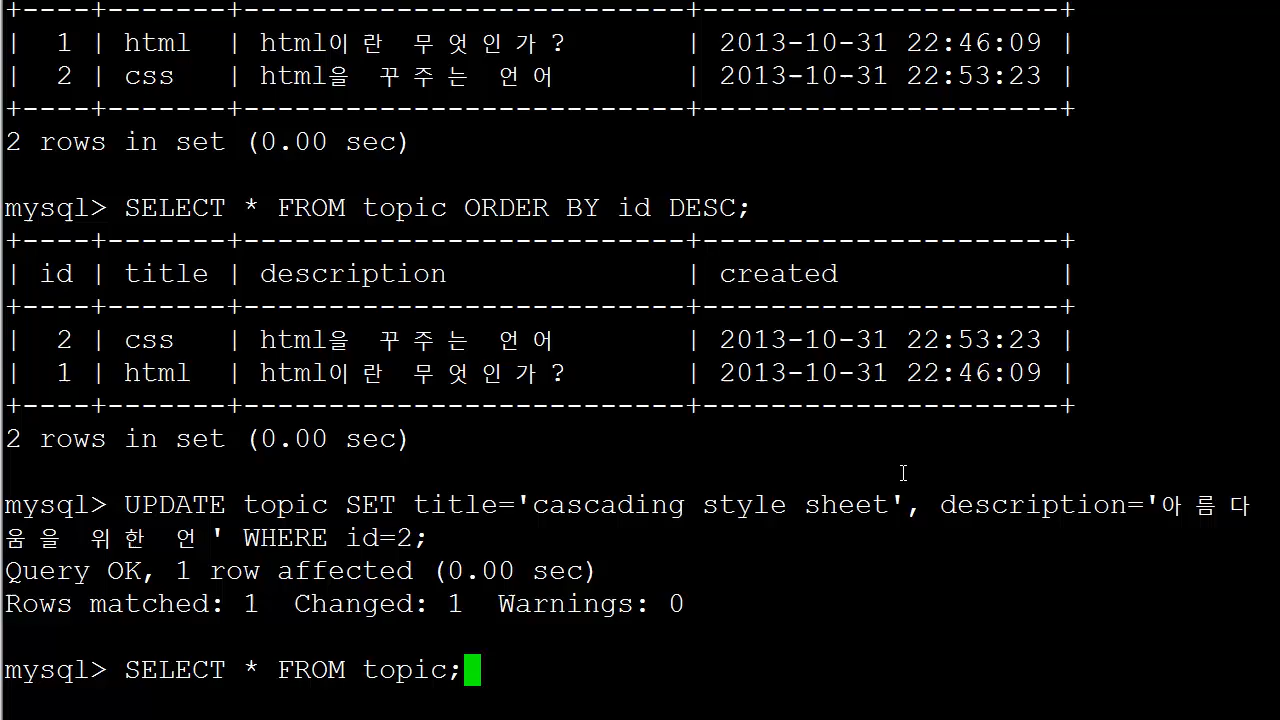 +----+-------+--------------------------+---------------------+
|  1 | html  | html이란 무엇인가?       | 2013-10-31 22:46:09 |
|  2 | css   | html을 꾸주는 언어        | 2013-10-31 22:53:23 |
+----+-------+--------------------------+---------------------+
2 rows in set (0.00 sec)
mysql> SELECT * FROM topic ORDER BY id DESC;
+----+-------+--------------------------+---------------------+
| id | title | description              | created             |
+----+-------+--------------------------+---------------------+
|  2 | css   | html을 꾸주는 언어        | 2013-10-31 22:53:23 |
|  1 | html  | html이란 무엇인가?       | 2013-10-31 22:46:09 |
+----+-------+--------------------------+---------------------+
2 rows in set (0.00 sec)
mysql> UPDATE topic SET title='cascading style sheet', description='아름다
움을 위한 언' WHERE id=2;
Query OK, 1 row affected (0.00 sec)
Rows matched: 1  Changed: 1  Warnings: 0
mysql> SELECT * FROM topic;